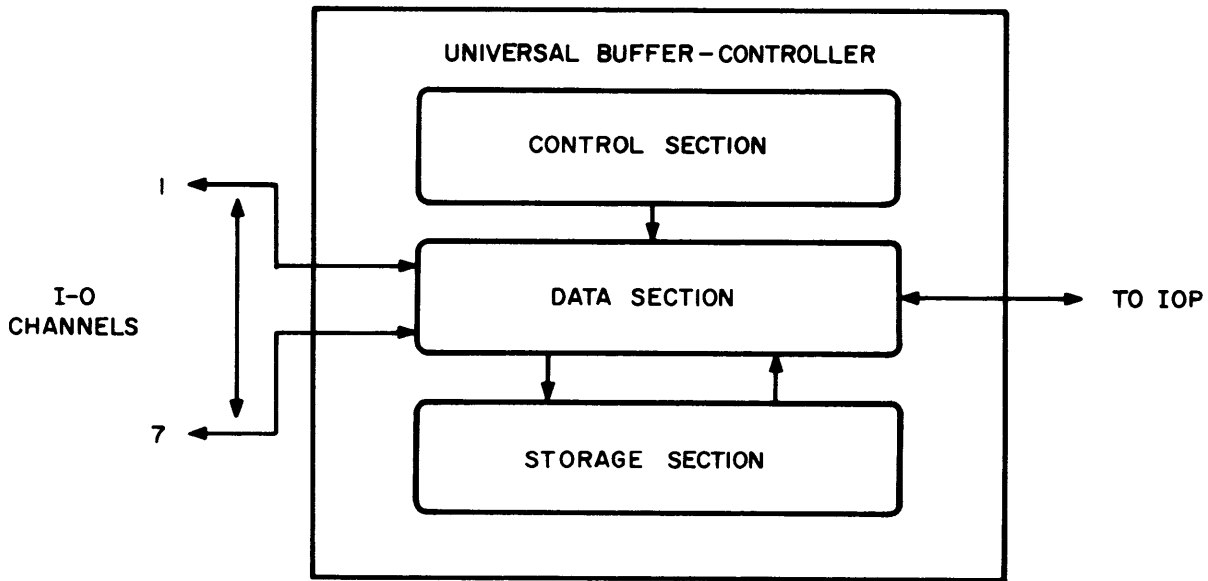 UNIVERSAL BUFFER-CONTROLLER
CONTROL SECTION
1
I-O
CHANNELS
DATA SECTION
TO IOP
7
STORAGE SECTION